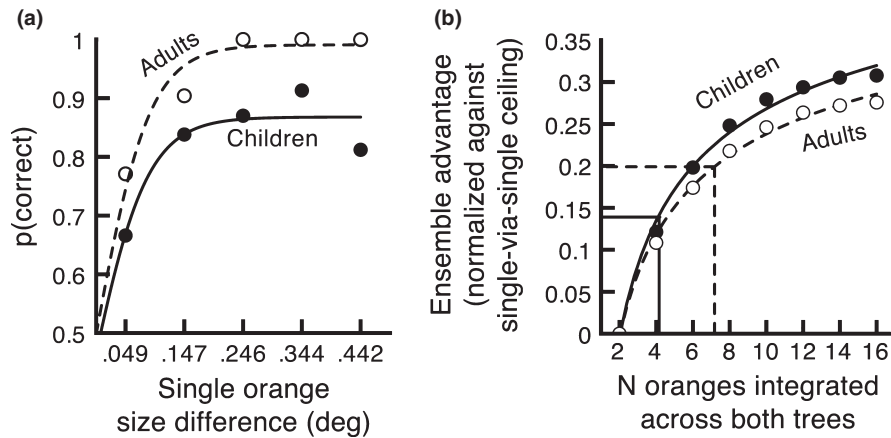 (a)
p(correct)
1
0.9
0.8
0.7
0.6
0.5
Adults
Children
.049 .147 .246 .344 .442
Single orange
size difference (deg)
(b)
Ensemble advantage
(normalized against
single-via-single ceiling)
0.35
0.3
0.25
0.2
0.15
0.1
0.05
0
Children
Adults
2 4 6 8 10 12 14 16
N oranges integrated
across both trees